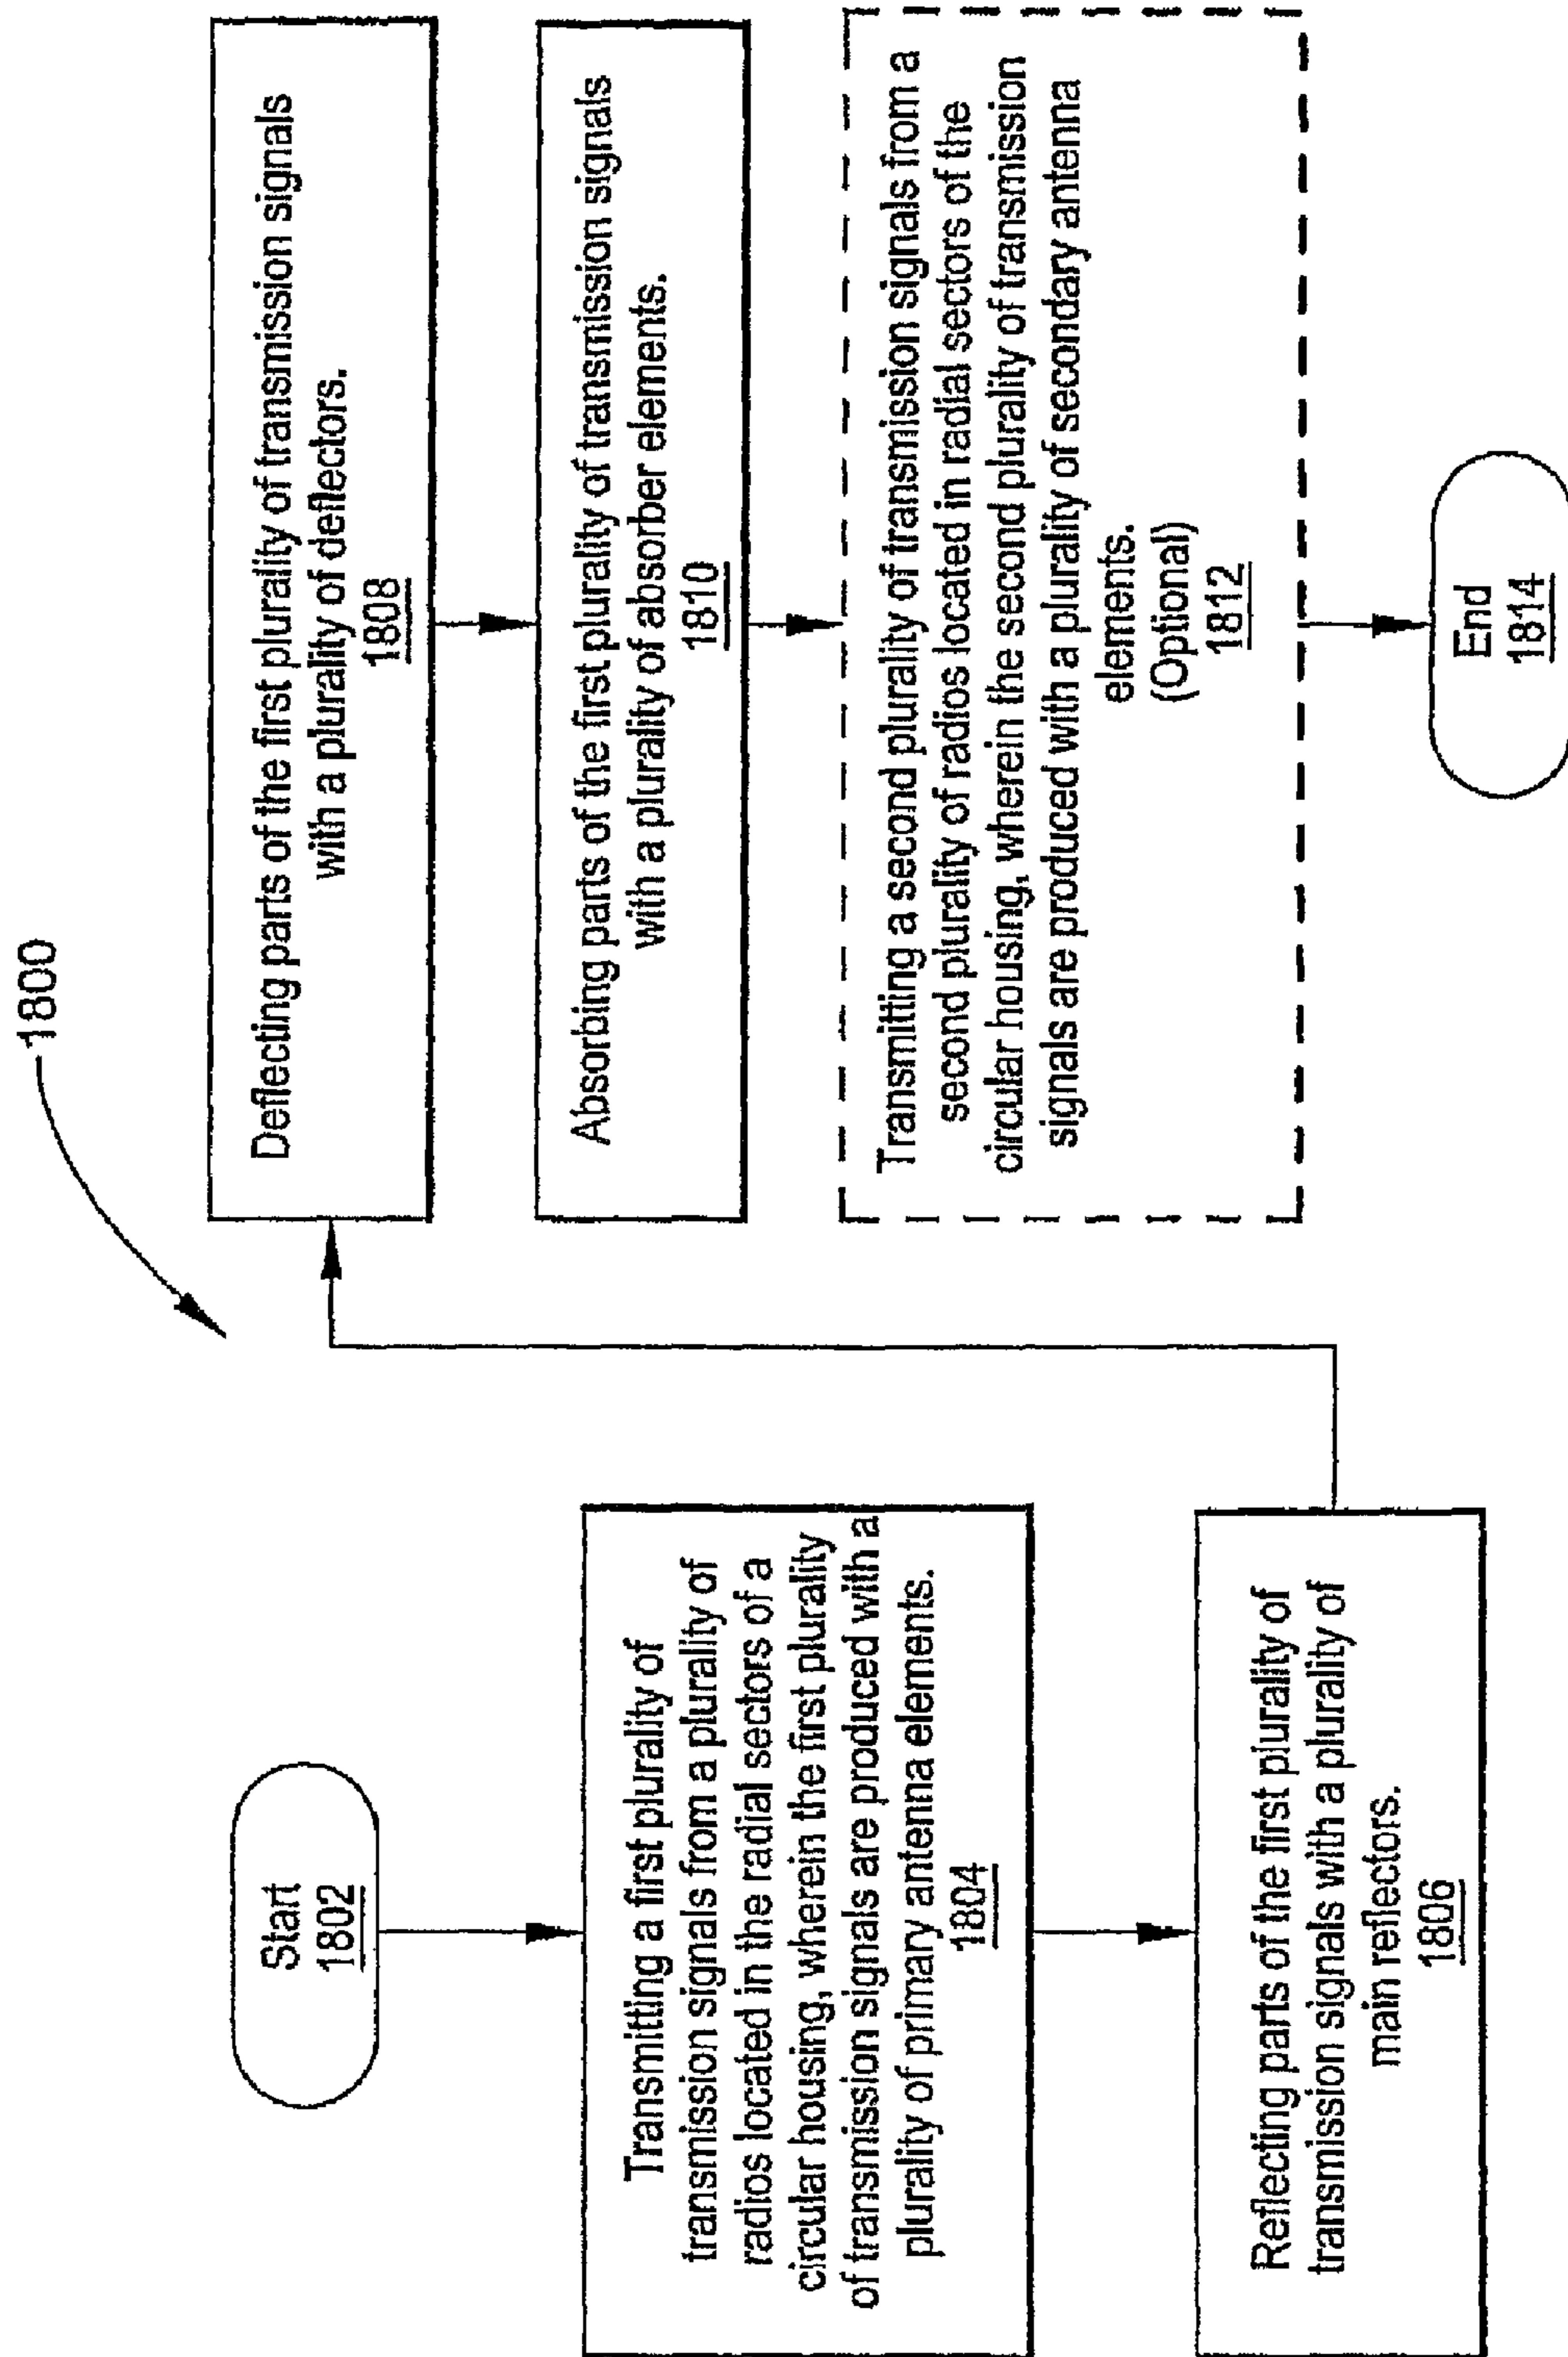 1800
Start
1802
Transmitting a first plurality of
transmission signals from a plurality of
radios located in the radial sectors of a
circular housing, wherein the first plurality
of transmission signals are produced with a
plurality of primary antenna elements.
1804
Reflecting parts of the first plurality of
transmission signals with a plurality of
main reflectors.
1806
Deflecting parts of the first plurality of transmission signals
with a plurality of deflectors.
1808
Absorbing parts of the first plurality of transmission signals
with a plurality of absorber elements.
1810
Transmitting a second plurality of transmission signals from a
second plurality of radios located in radial sectors of the
circular housing, wherein the second plurality of transmission
signals are produced with a plurality of secondary antenna
elements.
(Optional)
1812
End
1814